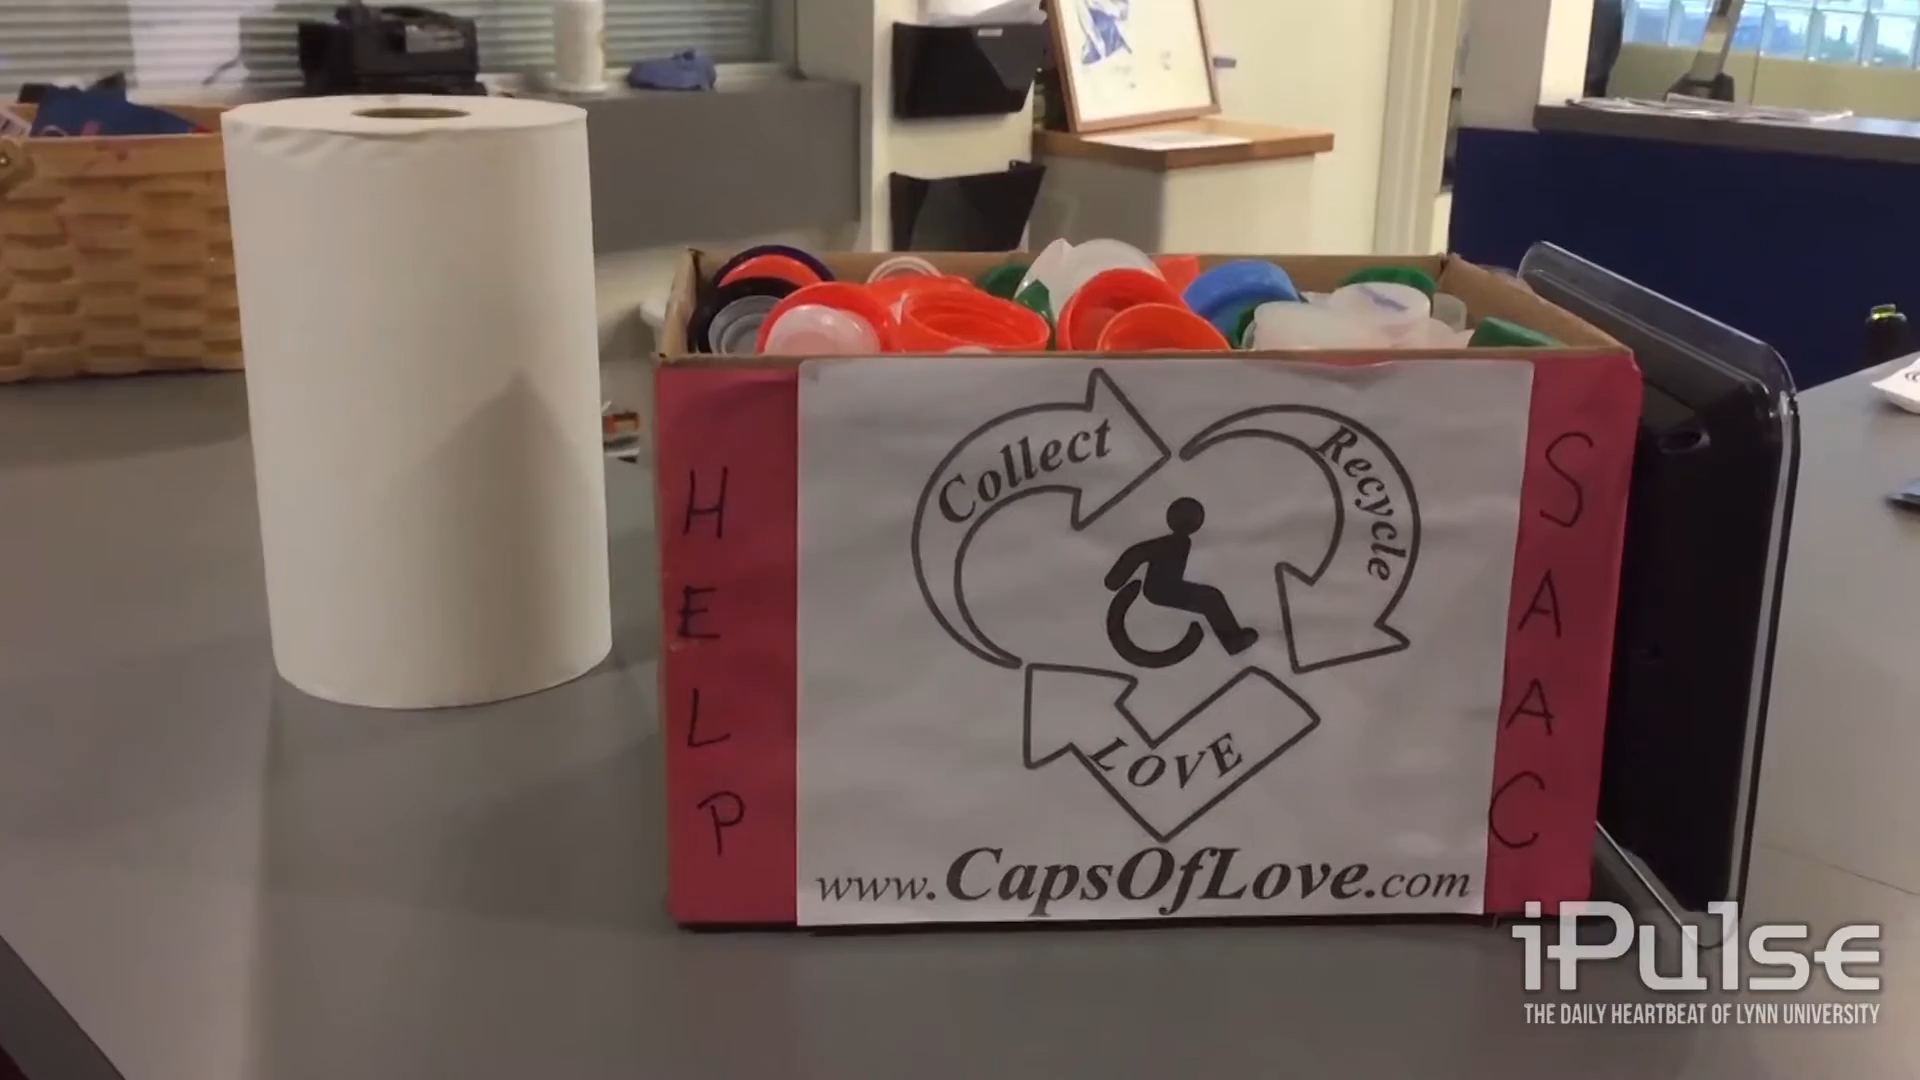 HELP
Collect
Recycle
LOVE
www.CapsOfLove.com
SAAC
iPulse
THE DAILY HEARTBEAT OF LYNN UNIVERSITY